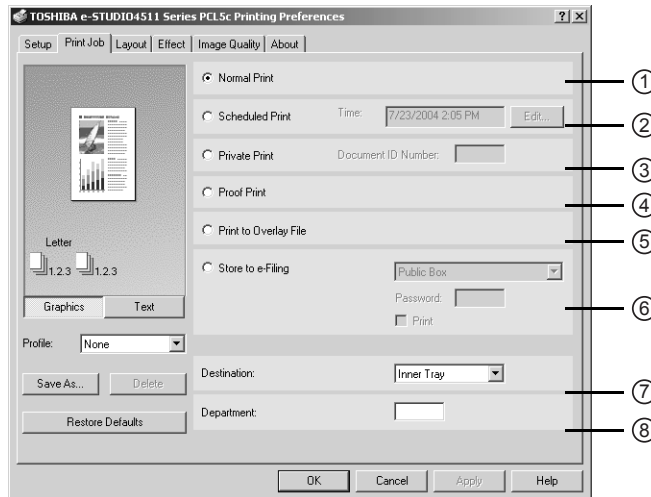 TOSHIBA e-STUDIO4511 Series PCL5c Printing Preferences
Setup Print Job Layout Effect Image Quality About
Normal Print
1
Scheduled Print Time: 7/23/2004 2:05 PM Edit...
2
Private Print Document ID Number:
3
Proof Print
4
Print to Overlay File
5
Letter
1.2.3 1.2.3
Store to e-Filing Public Box
Password:
Print
6
Graphics Text
Profile: None
Save As... Delete
Restore Defaults
Destination: Inner Tray
7
Department:
8
OK Cancel Apply Help